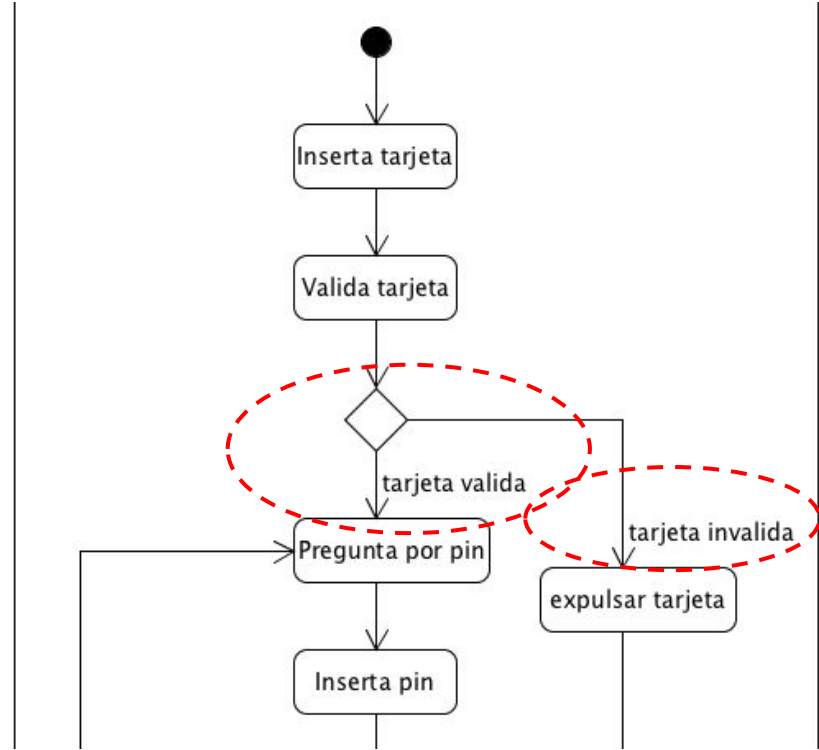 Inserta tarjeta
Valida tarjeta
tarjeta valida
tarjeta invalida
Pregunta por pin
expulsar tarjeta
Inserta pin